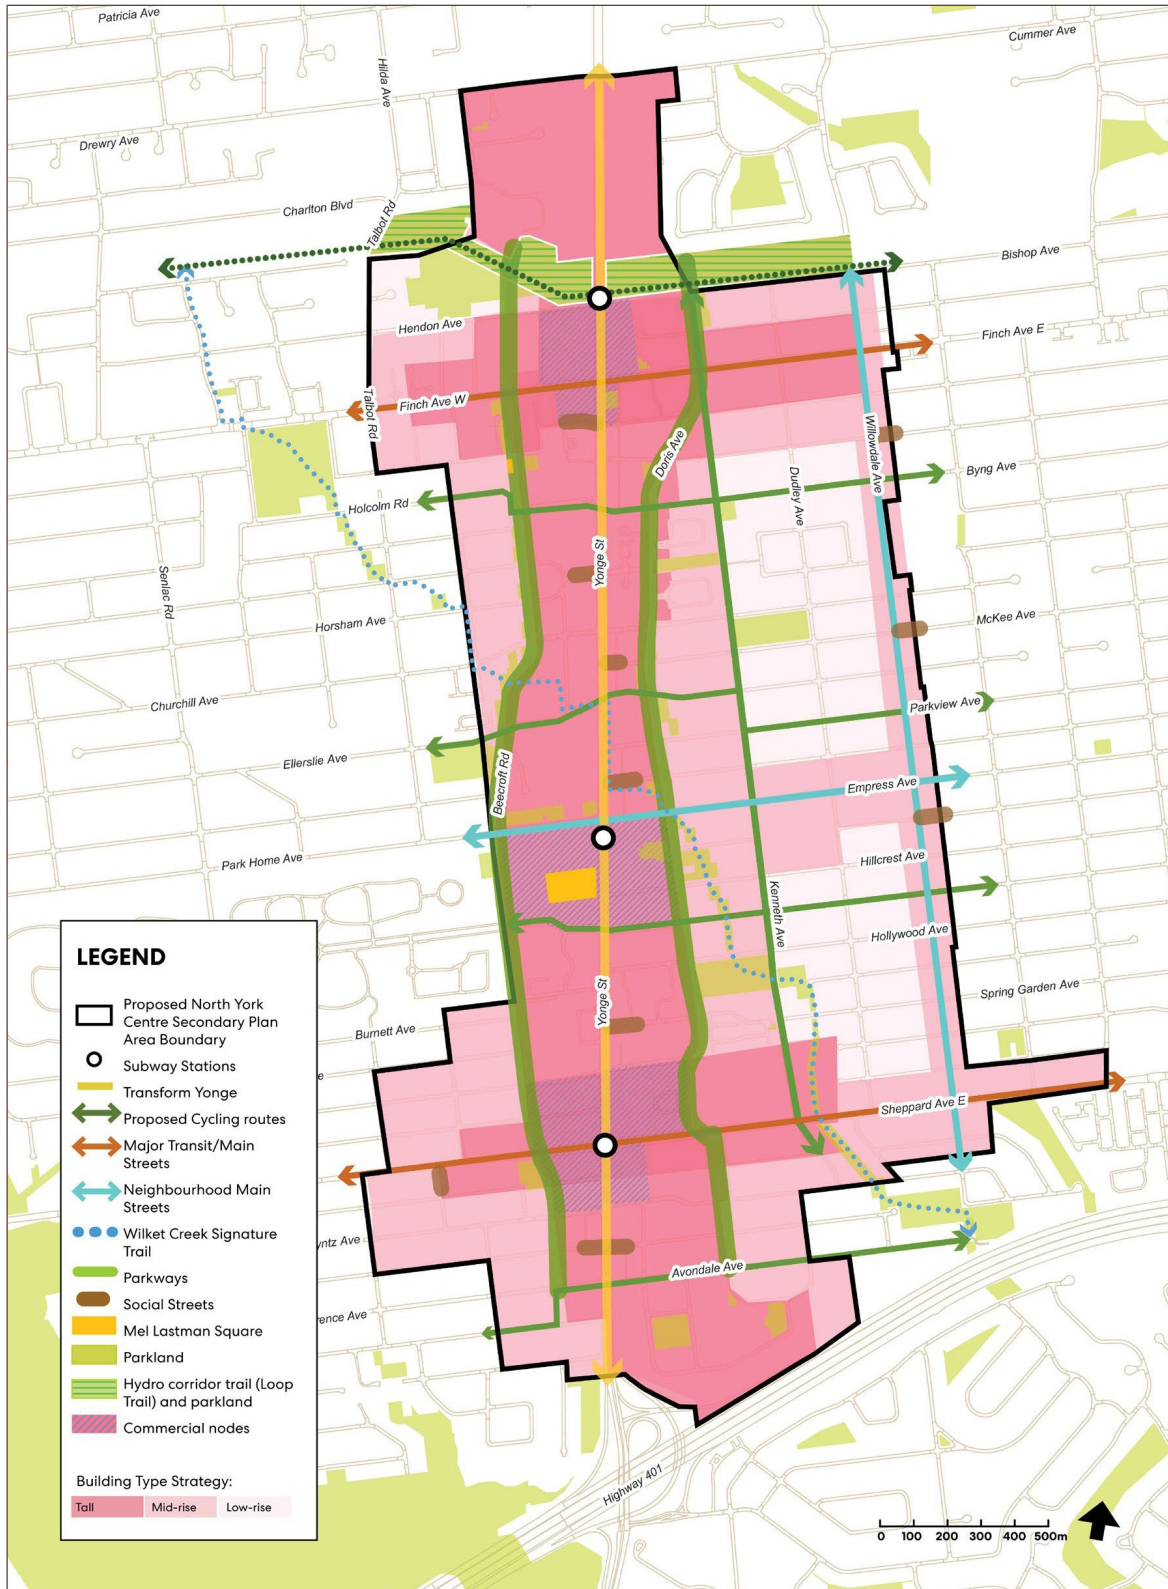 Patricia Ave
Cummer Ave
Hilda Ave
Drewry Ave
Charlton Blvd
Talbot Rd
Bishop Ave
Hendon Ave
Finch Ave E
Talbot Rd
Finch Ave W
Willowdale Ave
Doris Ave
Byng Ave
Dudley Ave
Holcolm Rd
Yonge St
Senlac Rd
McKee Ave
Horsham Ave
Churchill Ave
Parkview Ave
Ellerslie Ave
Beecroft Rd
Empress Ave
Park Home Ave
Hillcrest Ave
Kenneth Ave
Hollywood Ave
Spring Garden Ave
Yonge St
Burnett Ave
Sheppard Ave E
Avondale Ave
Highway 401
LEGEND
Proposed North York
Centre Secondary Plan
Area Boundary
Subway Stations
Transform Yonge
Proposed Cycling routes
Major Transit/Main
Streets
Neighbourhood Main
Streets
Wilket Creek Signature
Trail
Parkways
Social Streets
Mel Lastman Square
Parkland
Hydro corridor trail (Loop
Trail) and parkland
Commercial nodes
Building Type Strategy:
Tall Mid-rise Low-rise
yntz Ave
rence Ave
0 100 200 300 400 500m